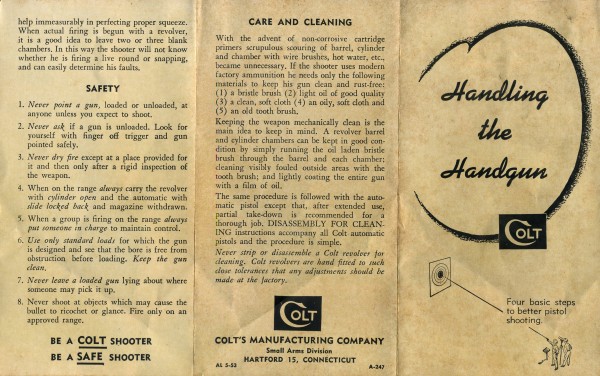 help immeasurably in perfecting proper squeeze.
When actual firing is begun with a revolver,
it is a good idea to leave two or three blank
chambers. In this way the shooter will not know
whether he is firing a live round or snapping,
and can easily determine his faults.
SAFETY
1. Never point a gun, loaded or unloaded, at
anyone unless you expect to shoot.
2. Never ask if a gun is unloaded. Look for
yourself with finger off trigger and gun
pointed safely.
3. Never dry fire except at a place provided for
it and then only after a rigid inspection of
the weapon.
4. When on the range always carry the revolver
with cylinder open and the automatic with
slide locked back and magazine withdrawn.
5. When a group is firing on the range always
put someone in charge to maintain control.
6. Use only standard loads for which the gun
is designed and see that the bore is free from
obstruction before loading. Keep the gun
clean.
7. Never leave a loaded gun lying about where
someone may pick it up.
8. Never shoot at objects which may cause the
bullet to ricochet or glance. Fire only on an
approved range.
BE A COLT SHOOTER
BE A SAFE SHOOTER
CARE AND CLEANING
With the advent of non-corrosive cartridge
primers scrupulous scouring of barrel, cylinder
and chamber with wire brushes, hot water, etc.,
became unnecessary. If the shooter uses modern
factory ammunition he needs only the following
materials to keep his gun clean and rust-free:
(1) a bristle brush (2) light oil of good quality
(3) a clean, soft cloth (4) an oily, soft cloth and
(5) an old tooth brush.
Keeping the weapon mechanically clean is the
main idea to keep in mind. A revolver barrel
and cylinder chambers can be kept in good con-
dition by simply running the oil laden bristle
brush through the barrel and each chamber;
cleaning visibly fouled outside areas with the
tooth brush; and lightly coating the entire gun
with a film of oil.
The same procedure is followed with the auto-
matic pistol except that, after extended use,
partial take-down is recommended for a
thorough job. DISASSEMBLY FOR CLEAN-
ING instructions accompany all Colt automatic
pistols and the procedure is simple.
Never strip or disassemble a Colt revolver for
cleaning. Colt revolvers are hand fitted to such
close tolerances that any adjustments should be
made at the factory.
COLT
COLT'S MANUFACTURING COMPANY
Small Arms Division
HARTFORD 15, CONNECTICUT
AL 5-53
A-247
Handling
the
Handgun
COLT
Four basic steps
to better pistol
shooting.